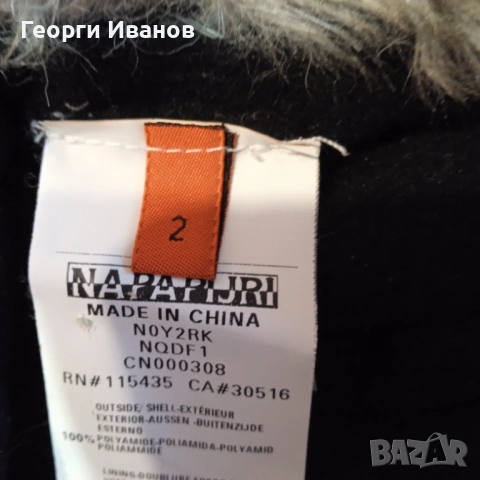 Георги Иванов
2
NAPAPIJRI
MADE IN CHINA
N0Y2RK
NQDF1
CN000308
RN#115435 CA#30516
OUTSIDE/SHELL-EXTÉRIEUR
EXTERIOR-AUSSEN-BUITENZIJDE
ESTERNO
100% POLYAMIDE-POLIAMIDA-POLYAMID
POLIAMMIDE
BAZAR